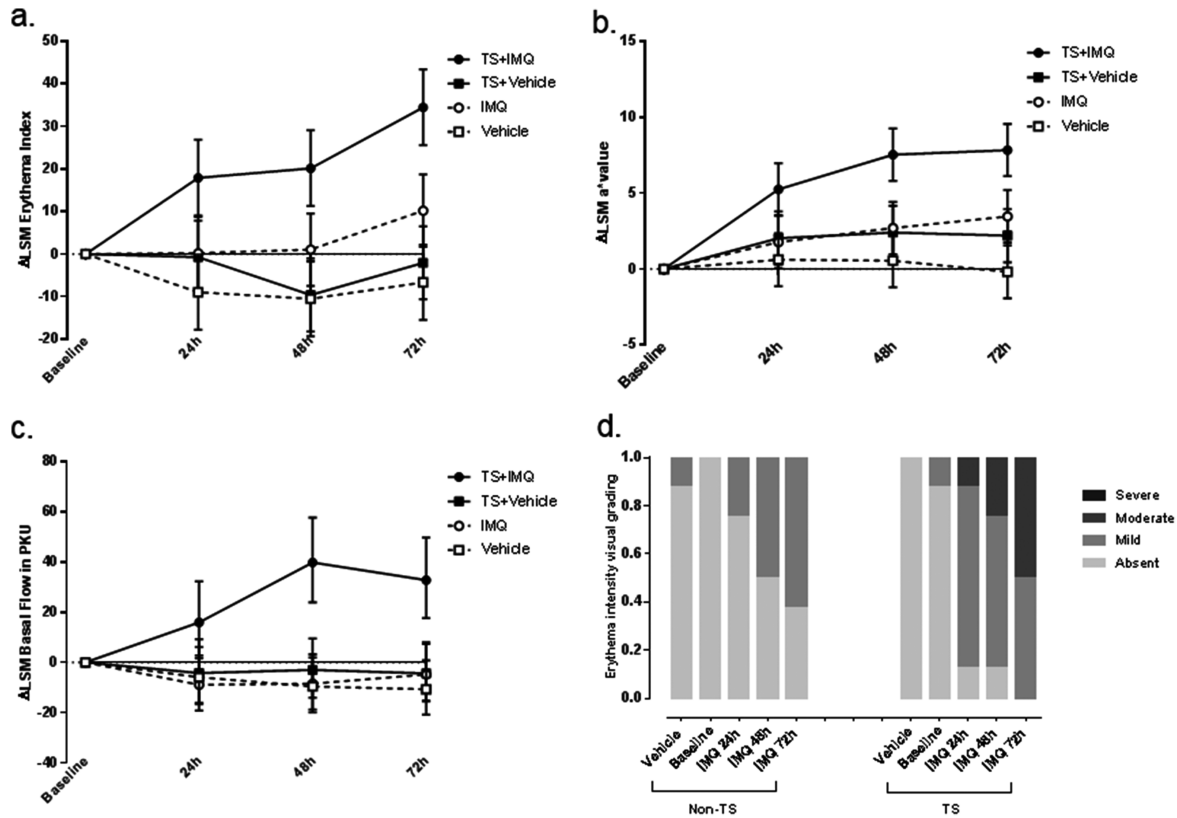 a.
ΔLSM Erythema Index
50
40
30
20
10
0
-10
-20
Baseline
24h
48h
72h
TS+IMQ
TS+Vehicle
IMQ
Vehicle
b.
ΔLSM a*value
15
10
5
0
-5
Baseline
24h
48h
72h
TS+IMQ
TS+Vehicle
IMQ
Vehicle
c.
ΔLSM Basal Flow in PKU
80
60
40
20
0
-20
-40
Baseline
24h
48h
72h
TS+IMQ
TS+Vehicle
IMQ
Vehicle
d.
Erythema intensity visual grading
1.0
0.8
0.6
0.4
0.2
0.0
Vehicle
Baseline
IMQ 24h
IMQ 48h
IMQ 72h
Non-TS
Vehicle
Baseline
IMQ 24h
IMQ 48h
IMQ 72h
TS
Severe
Moderate
Mild
Absent